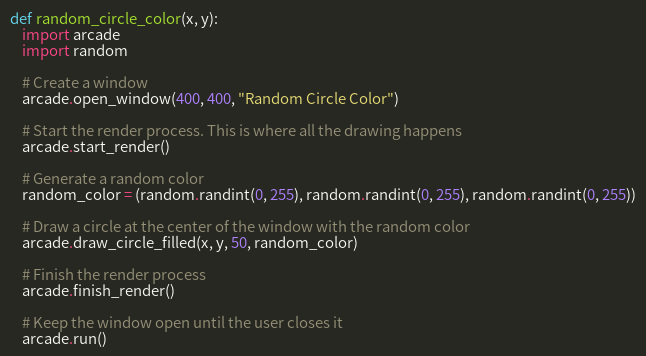 def random_circle_color(x, y):
    import arcade
    import random

    # Create a window
    arcade.open_window(400, 400, "Random Circle Color")

    # Start the render process. This is where all the drawing happens
    arcade.start_render()

    # Generate a random color
    random_color = (random.randint(0, 255), random.randint(0, 255), random.randint(0, 255))

    # Draw a circle at the center of the window with the random color
    arcade.draw_circle_filled(x, y, 50, random_color)

    # Finish the render process
    arcade.finish_render()

    # Keep the window open until the user closes it
    arcade.run()